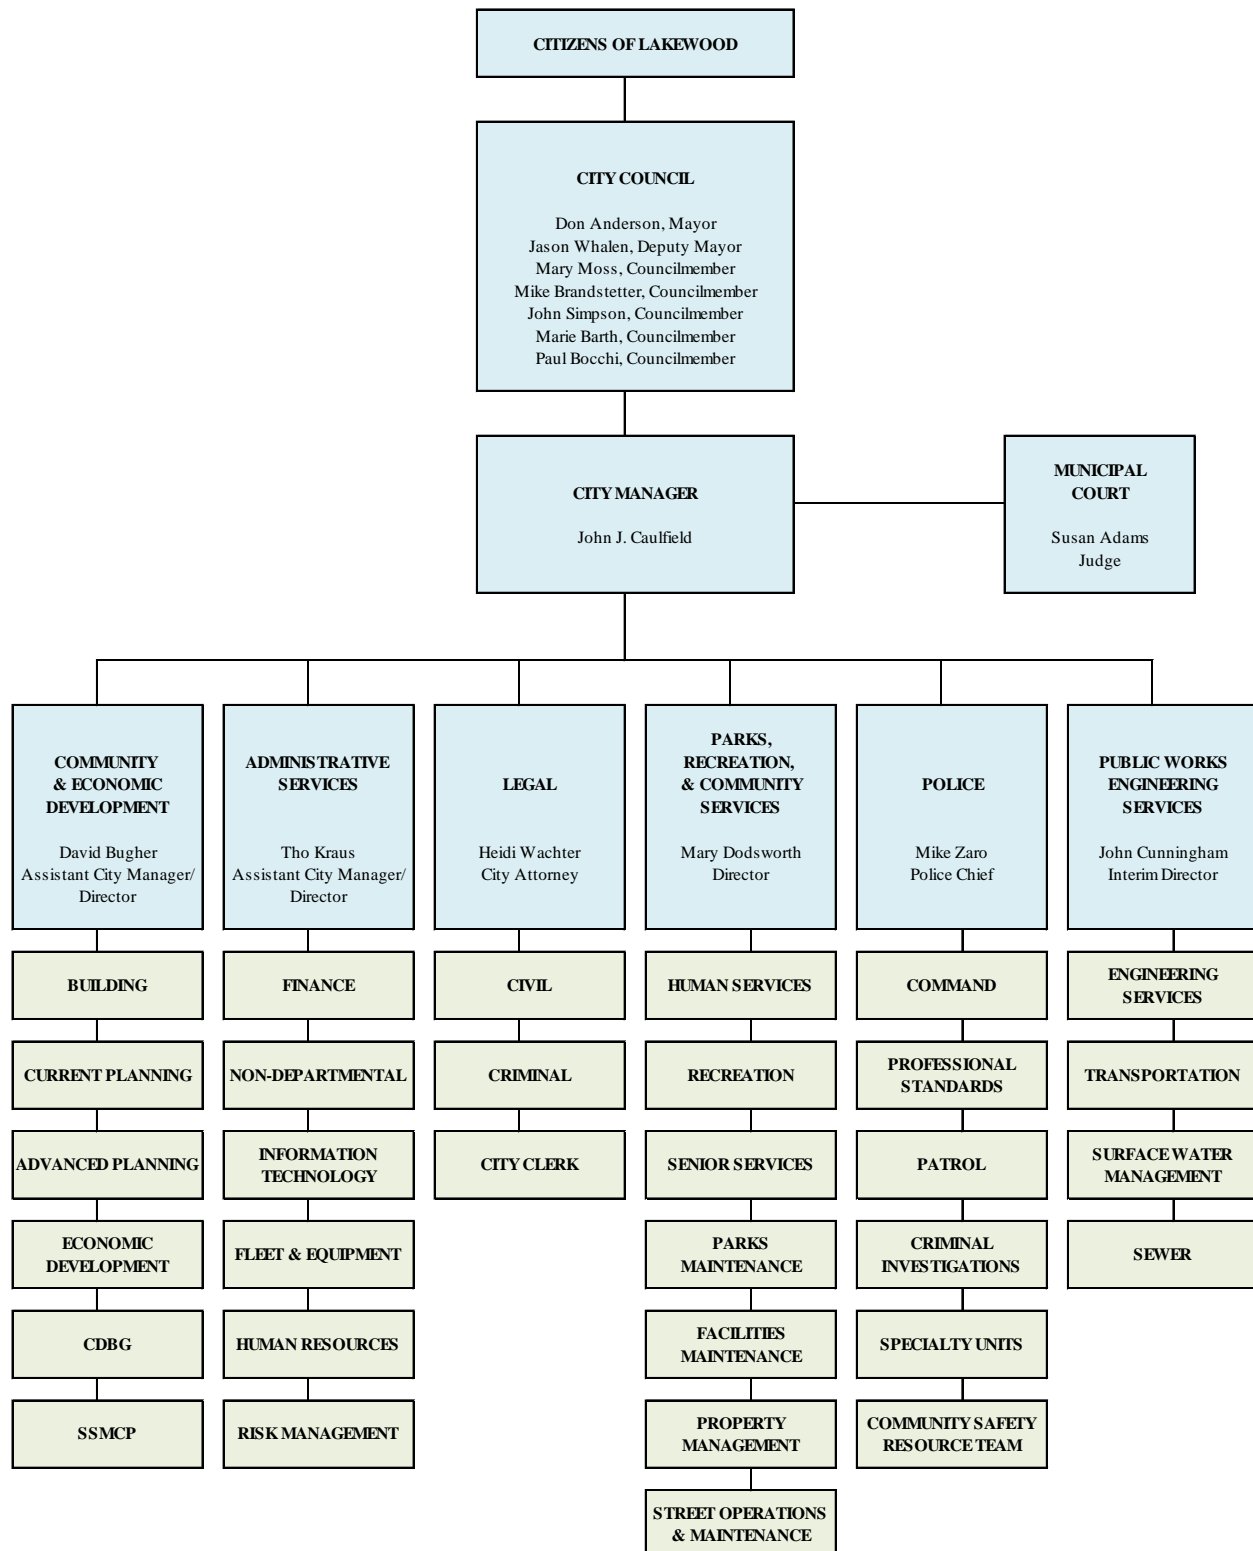 CITIZENS OF LAKEWOOD
CITY COUNCIL
Don Anderson, Mayor
Jason Whalen, Deputy Mayor
Mary Moss, Councilmember
Mike Brandstetter, Councilmember
John Simpson, Councilmember
Marie Barth, Councilmember
Paul Bocchi, Councilmember
CITY MANAGER
John J. Caulfield
MUNICIPAL
COURT
Susan Adams
Judge
COMMUNITY
& ECONOMIC
DEVELOPMENT
David Bugher
Assistant City Manager/
Director
BUILDING
CURRENT PLANNING
ADVANCED PLANNING
ECONOMIC
DEVELOPMENT
CDBG
SSMCP
ADMINISTRATIVE
SERVICES
Tho Kraus
Assistant City Manager/
Director
FINANCE
NON-DEPARTMENTAL
INFORMATION
TECHNOLOGY
FLEET & EQUIPMENT
HUMAN RESOURCES
RISK MANAGEMENT
LEGAL
Heidi Wachter
City Attorney
CIVIL
CRIMINAL
CITY CLERK
PARKS,
RECREATION,
& COMMUNITY
SERVICES
Mary Dodsworth
Director
HUMAN SERVICES
RECREATION
SENIOR SERVICES
PARKS
MAINTENANCE
FACILITIES
MAINTENANCE
PROPERTY
MANAGEMENT
STREET OPERATIONS
& MAINTENANCE
POLICE
Mike Zaro
Police Chief
COMMAND
PROFESSIONAL
STANDARDS
PATROL
CRIMINAL
INVESTIGATIONS
SPECIALTY UNITS
COMMUNITY SAFETY
RESOURCE TEAM
PUBLIC WORKS
ENGINEERING
SERVICES
John Cunningham
Interim Director
ENGINEERING
SERVICES
TRANSPORTATION
SURFACE WATER
MANAGEMENT
SEWER